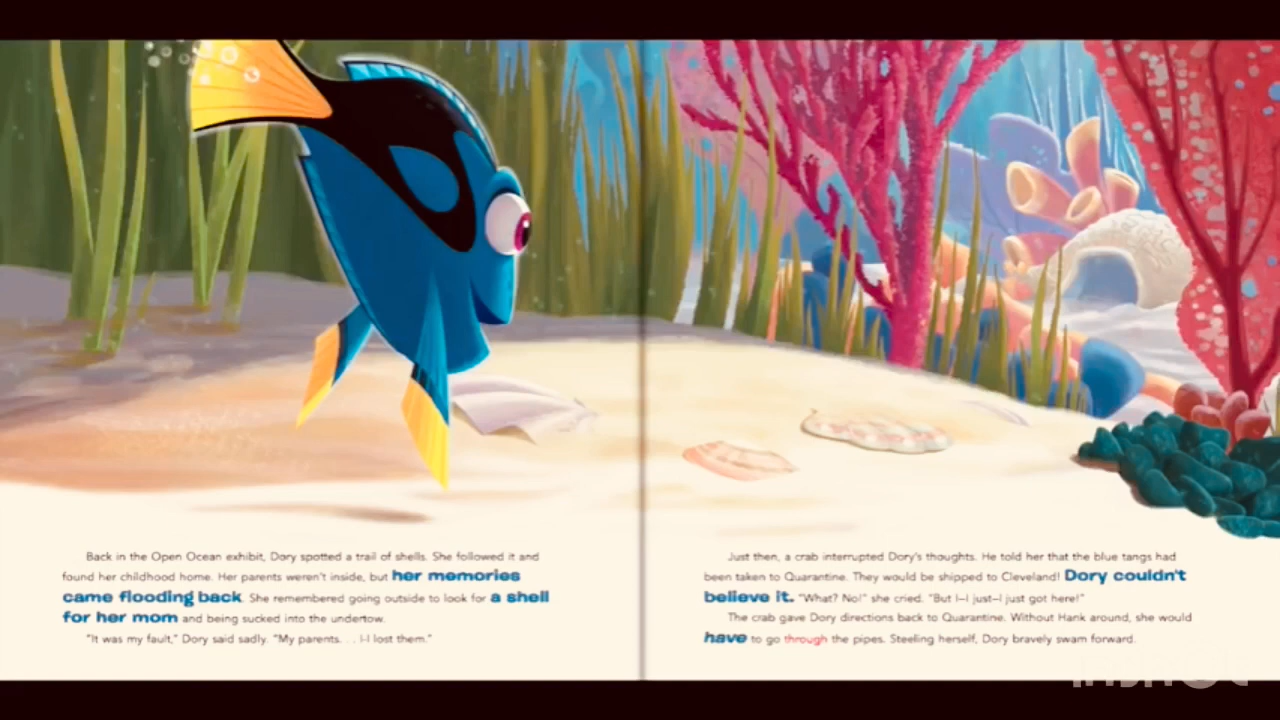 Back in the Open Ocean exhibit, Dory spotted a trail of shells. She followed it and
found her childhood home. Her parents weren't inside, but her memories
came flooding back. She remembered going outside to look for a shell
for her mom and being sucked into the undertow.
"It was my fault," Dory said sadly. "My parents. . . I-I lost them."
Just then, a crab interrupted Dory's thoughts. He told her that the blue tangs had
been taken to Quarantine. They would be shipped to Cleveland! Dory couldn't
believe it. "What? No!" she cried. "But I—I just—I just got here!"
The crab gave Dory directions back to Quarantine. Without Hank around, she would
have to go through the pipes. Steeling herself, Dory bravely swam forward.